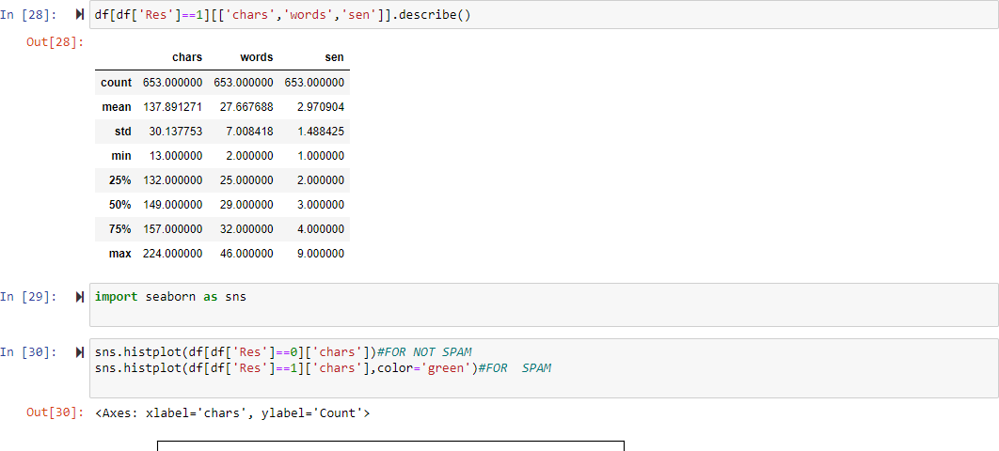 In [28]: df[df['Res']==1][['chars','words','sen']].describe()
Out[28]:
chars words sen
count 653.000000 653.000000 653.000000
mean 137.891271 27.667688 2.970904
std 30.137753 7.008418 1.488425
min 13.000000 2.000000 1.000000
25% 132.000000 25.000000 2.000000
50% 149.000000 29.000000 3.000000
75% 157.000000 32.000000 4.000000
max 224.000000 46.000000 9.000000
In [29]: import seaborn as sns
In [30]: sns.histplot(df[df['Res']==0]['chars'])#FOR NOT SPAM
sns.histplot(df[df['Res']==1]['chars'],color='green')#FOR  SPAM
Out[30]: <Axes: xlabel='chars', ylabel='Count'>